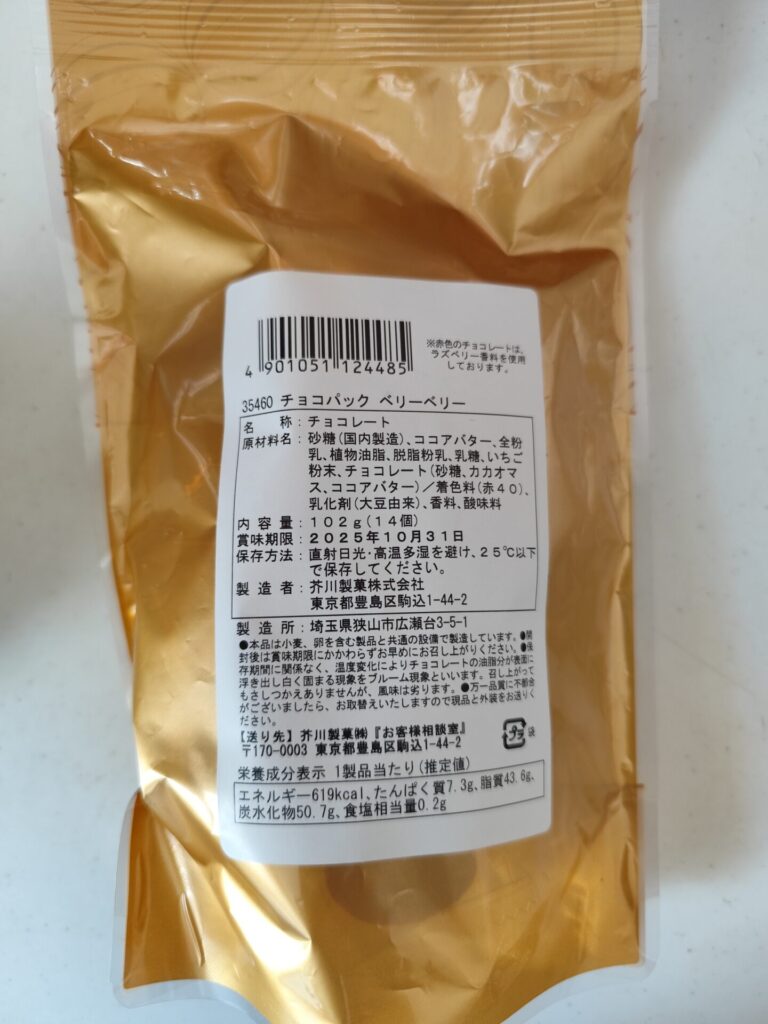 4 901051 124485
※赤色のチョコレートは、
ラズベリー香料を使用
しております。
35460 チョコパック ベリーベリー
名 称：チョコレート
原材料名：砂糖(国内製造)、ココアバター、全粉
乳、植物油脂、脱脂粉乳、乳糖、いちご
粉末、チョコレート(砂糖、カカオマ
ス、ココアバター)／着色料(赤40)、
乳化剤(大豆由来)、香料、酸味料
内 容 量：102g(14個)
賞味期限：2025年10月31日
保存方法：直射日光・高温多湿を避け、25℃以下
で保存してください。
製 造 者：芥川製菓株式会社
東京都豊島区駒込1-44-2
製 造 所：埼玉県狭山市広瀬台3-5-1
●本品は小麦、卵を含む製品と共通の設備で製造しています。●開
封後は賞味期限にかかわらずお早めにお召し上がりください。●保
存期間に関係なく、温度変化によりチョコレートの油脂分が表面に
浮き出し白く固まる現象をブルーム現象といいます。召し上がって
もさしつかえありませんが、風味は劣ります。●万一品質に不都合
がございましたら、お取替えいたしますので現品と外装をお送りく
ださい。
【送り先】芥川製菓㈱『お客様相談室』
〒170-0003 東京都豊島区駒込1-44-2
プラ 袋
栄養成分表示 1製品当たり(推定値)
エネルギー619kcal、たんぱく質7.3g、脂質43.6g、
炭水化物50.7g、食塩相当量0.2g